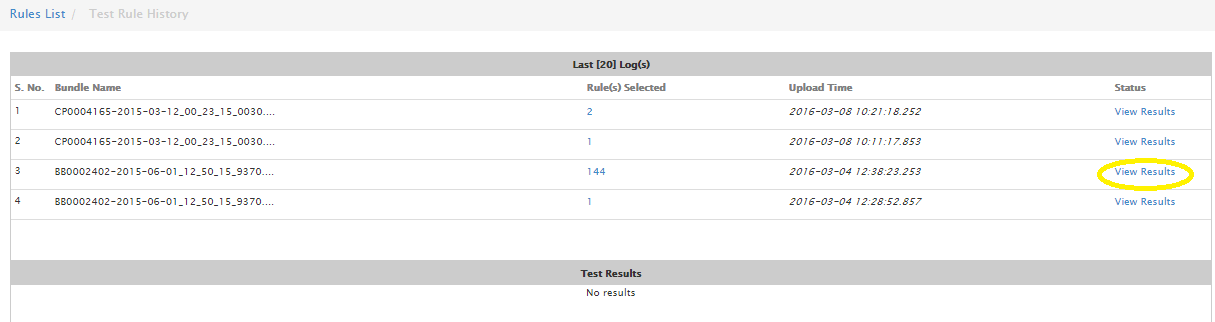 Rules List / Test Rule History
Last [20] Log(s)
S. No. Bundle Name Rule(s) Selected Upload Time Status
1 CP0004165-2015-03-12_00_23_15_0030.... 2 2016-03-08 10:21:18.252 View Results
2 CP0004165-2015-03-12_00_23_15_0030.... 1 2016-03-08 10:11:17.853 View Results
3 BB0002402-2015-06-01_12_50_15_9370.... 144 2016-03-04 12:38:23.253 View Results
4 BB0002402-2015-06-01_12_50_15_9370.... 1 2016-03-04 12:28:52.857 View Results
Test Results
No results